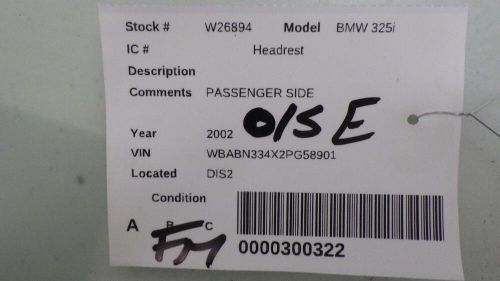 Stock # W26894 Model BMW 325i
IC # Headrest
Description
Comments PASSENGER SIDE
O/S E
Year 2002
VIN WBABN334X2PG58901
Located DIS2
Condition
A B C
FM
0000300322